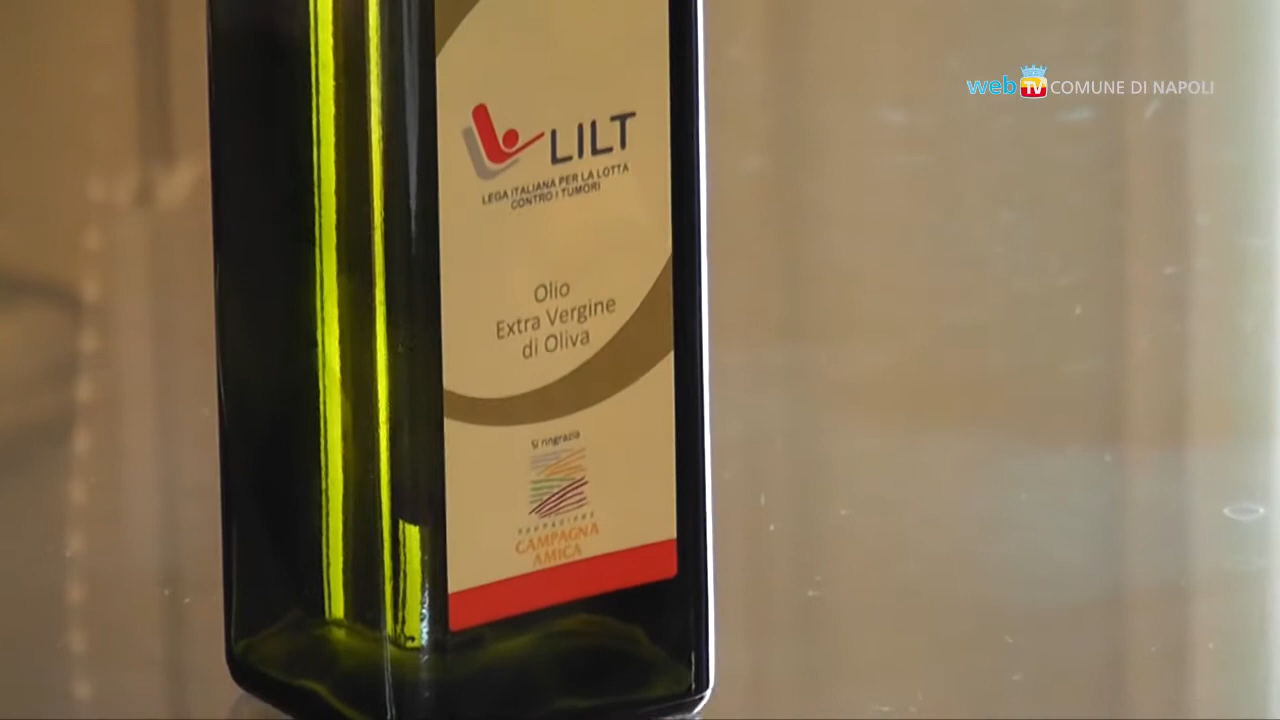 web TV COMUNE DI NAPOLI
LILT
LEGA ITALIANA PER LA LOTTA
CONTRO I TUMORI
Olio
Extra Vergine
di Oliva
Si ringrazia
FONDAZIONE
CAMPAGNA
AMICA